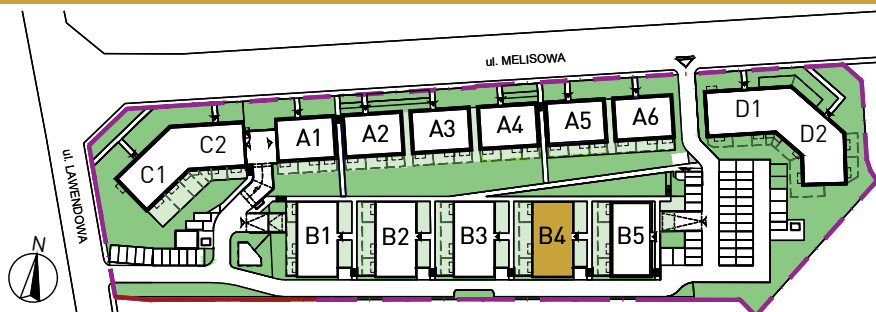 ul. MELISOWA
ul. LAWENDOWA
C1
C2
A1
A2
A3
A4
A5
A6
D1
D2
B1
B2
B3
B4
B5
N